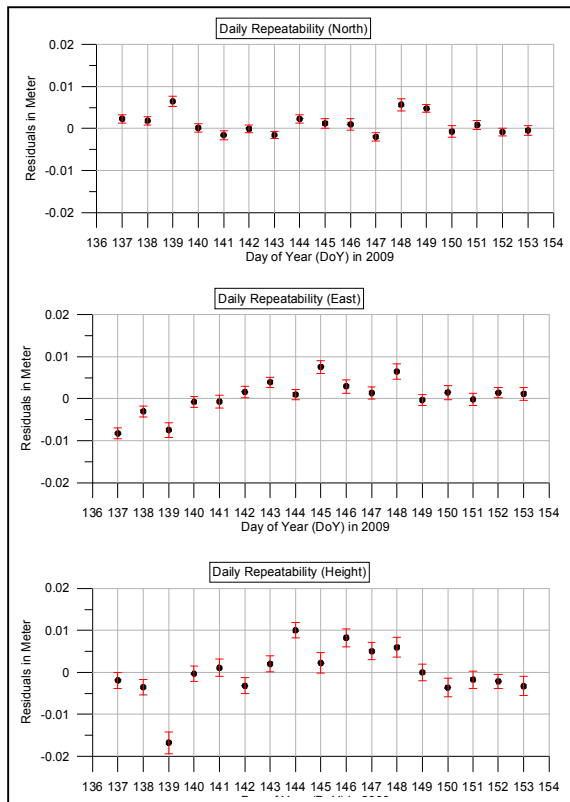 Daily Repeatability (North)
0.02
0.01
0
-0.01
-0.02
Residuals in Meter
136 137 138 139 140 141 142 143 144 145 146 147 148 149 150 151 152 153 154
Day of Year (DoY) in 2009
Daily Repeatability (East)
0.02
0.01
0
-0.01
-0.02
Residuals in Meter
136 137 138 139 140 141 142 143 144 145 146 147 148 149 150 151 152 153 154
Day of Year (DoY) in 2009
Daily Repeatability (Height)
0.02
0.01
0
-0.01
-0.02
Residuals in Meter
136 137 138 139 140 141 142 143 144 145 146 147 148 149 150 151 152 153 154
Day of Year (DoY) in 2009